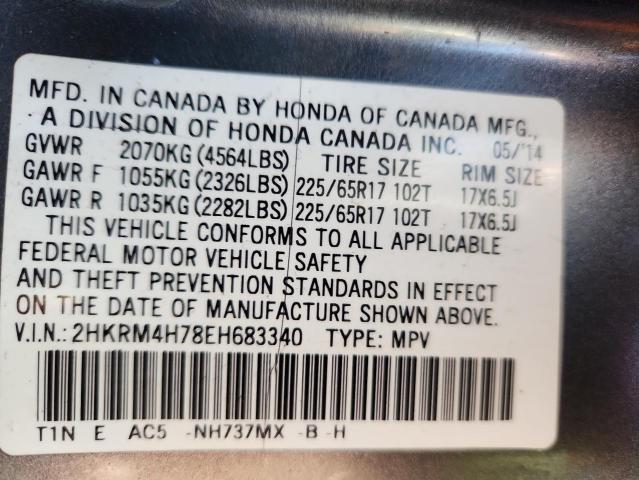 MFD. IN CANADA BY HONDA OF CANADA MFG.,
A DIVISION OF HONDA CANADA INC. 05/'14
GVWR 2070KG(4564LBS) TIRE SIZE RIM SIZE
GAWR F 1055KG(2326LBS) 225/65R17 102T 17X6.5J
GAWR R 1035KG(2282LBS) 225/65R17 102T 17X6.5J
THIS VEHICLE CONFORMS TO ALL APPLICABLE
FEDERAL MOTOR VEHICLE SAFETY
AND THEFT PREVENTION STANDARDS IN EFFECT
ON THE DATE OF MANUFACTURE SHOWN ABOVE.
V.I.N.:2HKRM4H78EH683340 TYPE: MPV
T1N E AC5 -NH737MX -B -H